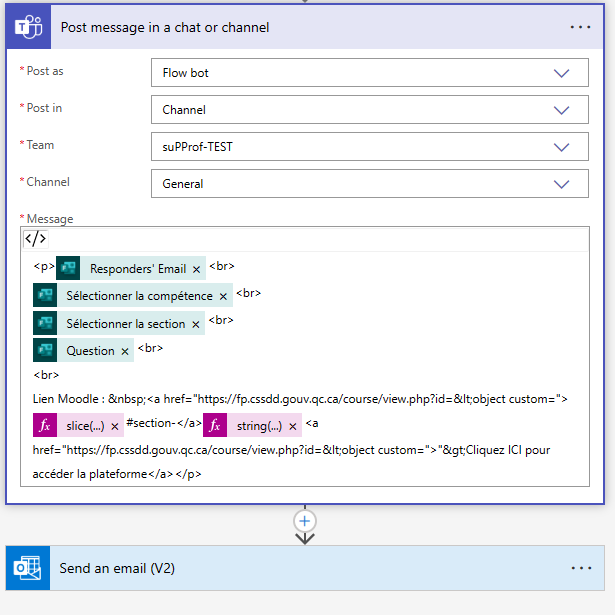 Post message in a chat or channel ...
* Post as Flow bot
* Post in Channel
* Team suPProf-TEST
* Channel General
* Message
</>
<p> Responders' Email × <br>
Sélectionner la compétence × <br>
Sélectionner la section × <br>
Question × <br>
<br>
Lien Moodle : &nbsp;<a href="https://fp.cssdd.gouv.qc.ca/course/view.php?id=&lt;object custom=">
fx slice(...) × #section-</a> fx string(...) × <a
href="https://fp.cssdd.gouv.qc.ca/course/view.php?id=&lt;object custom=">"&gt;Cliquez ICI pour
accéder la plateforme</a></p>
Send an email (V2) ...